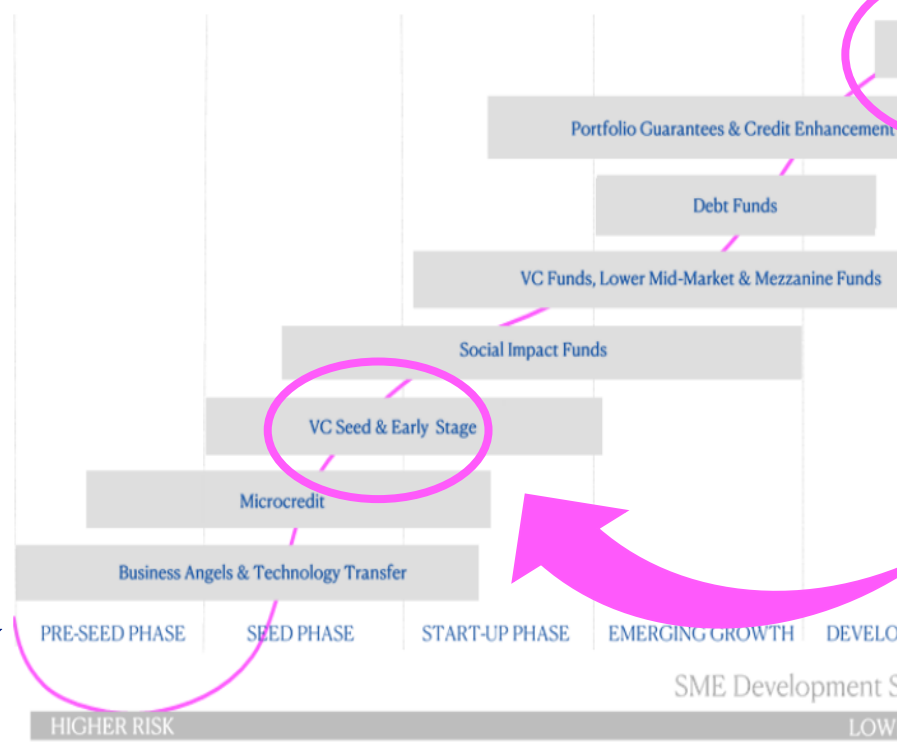 Portfolio Guarantees & Credit Enhancement
Debt Funds
VC Funds, Lower Mid-Market & Mezzanine Funds
Social Impact Funds
VC Seed & Early Stage
Microcredit
Business Angels & Technology Transfer
PRE-SEED PHASE SEED PHASE START-UP PHASE EMERGING GROWTH DEVELO
SME Development S
HIGHER RISK LOW